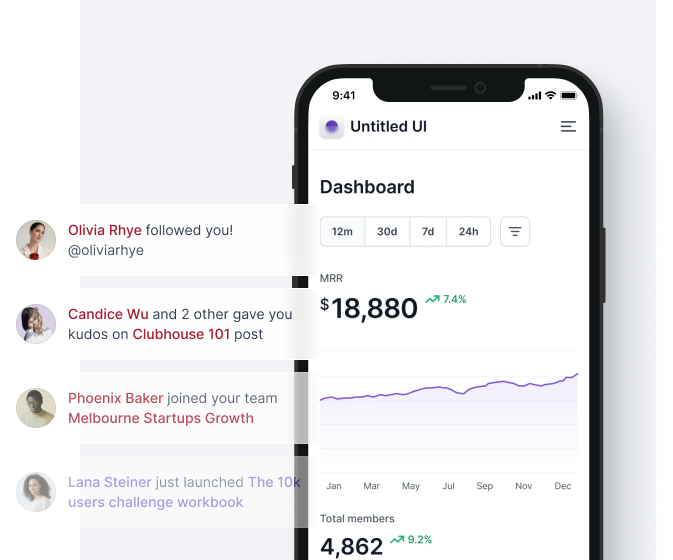 9:41
Untitled UI
Dashboard
12m 30d 7d 24h
MRR
$18,880 7.4%
Jan Mar May Jul Sep Nov Dec
Total members
4,862 9.2%
Olivia Rhye followed you!
@oliviarhye
Candice Wu and 2 other gave you
kudos on Clubhouse 101 post
Phoenix Baker joined your team
Melbourne Startups Growth
Lana Steiner just launched The 10k
users challenge workbook